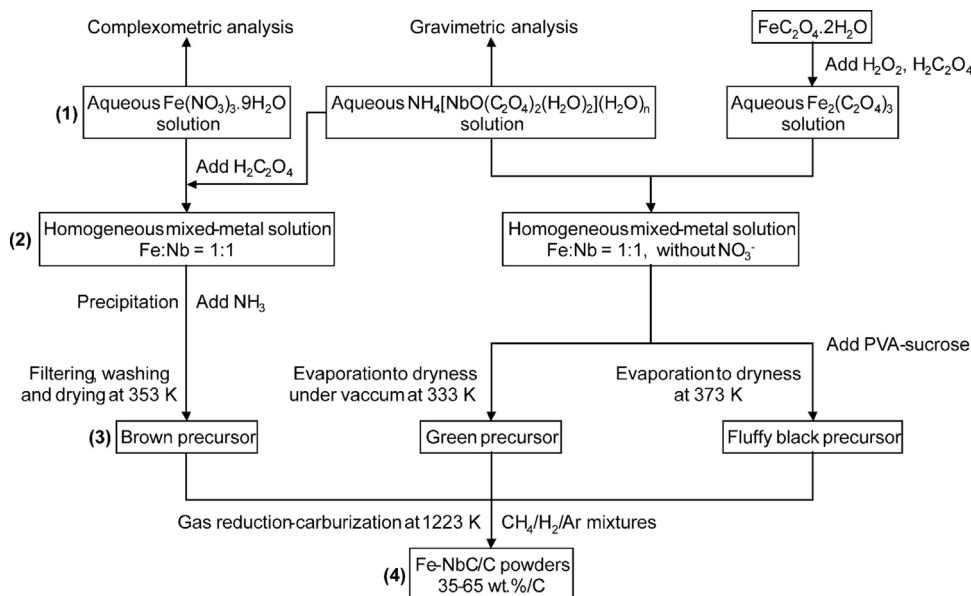 Complexometric analysis
Gravimetric analysis
FeC₂O₄.2H₂O
Add H₂O₂, H₂C₂O₄
(1)
Aqueous Fe(NO₃)₃.9H₂O
solution
Aqueous NH₄[NbO(C₂O₄)₂(H₂O)₂](H₂O)ₙ
solution
Aqueous Fe₂(C₂O₄)₃
solution
Add H₂C₂O₄
(2)
Homogeneous mixed-metal solution
Fe:Nb = 1:1
Homogeneous mixed-metal solution
Fe:Nb = 1:1, without NO₃⁻
Precipitation
Add NH₃
Add PVA-sucrose
Filtering, washing
and drying at 353 K
Evaporation to dryness
under vaccum at 333 K
Evaporation to dryness
at 373 K
(3)
Brown precursor
Green precursor
Fluffy black precursor
Gas reduction-carburization at 1223 K
CH₄/H₂/Ar mixtures
(4)
Fe-NbC/C powders
35-65 wt.%/C